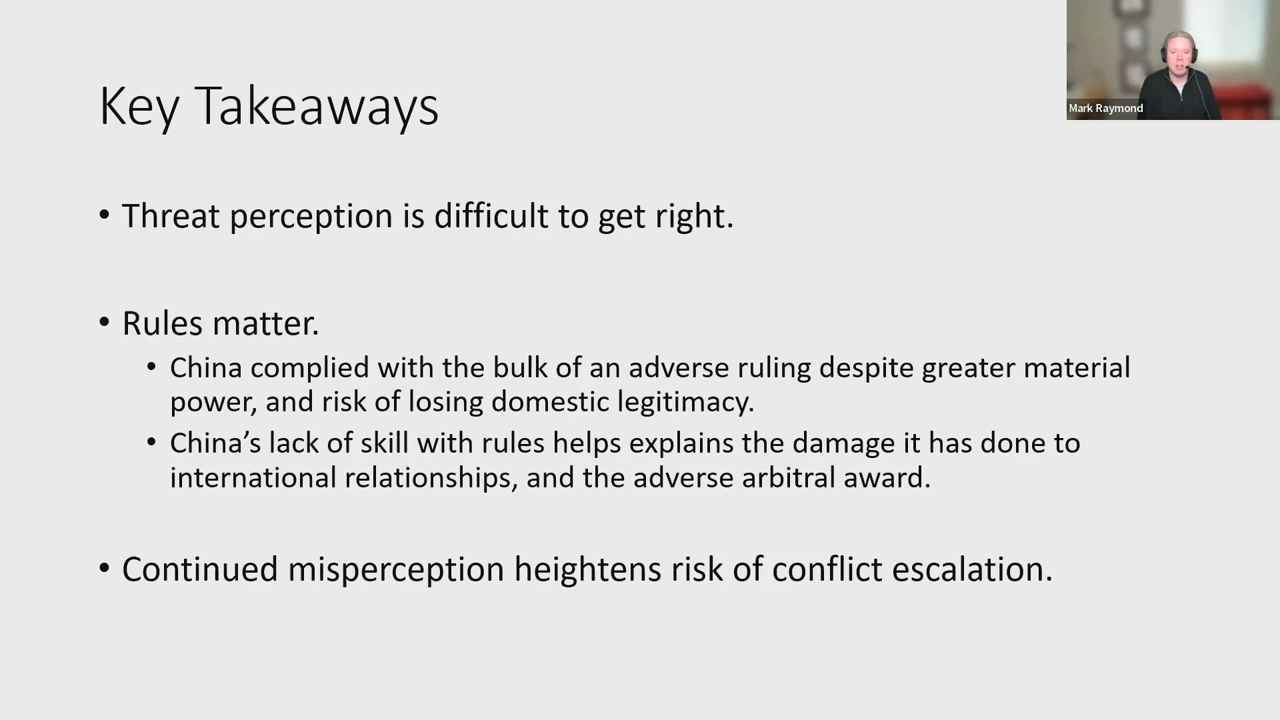 Key Takeaways
Mark Raymond
• Threat perception is difficult to get right.
• Rules matter.
• China complied with the bulk of an adverse ruling despite greater material
power, and risk of losing domestic legitimacy.
• China’s lack of skill with rules helps explains the damage it has done to
international relationships, and the adverse arbitral award.
• Continued misperception heightens risk of conflict escalation.